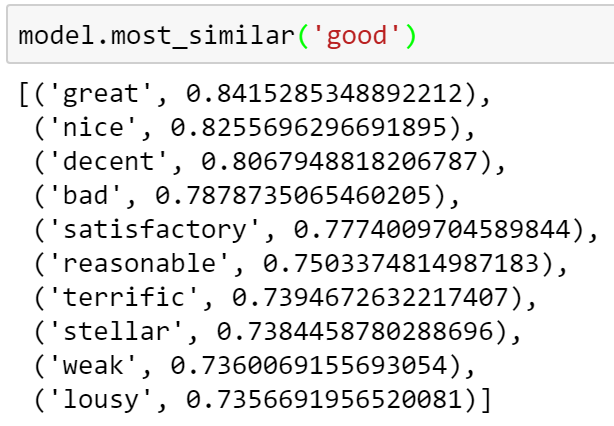 model.most_similar('good')
[('great', 0.8415285348892212),
('nice', 0.8255696296691895),
('decent', 0.8067948818206787),
('bad', 0.7878735065460205),
('satisfactory', 0.7774009704589844),
('reasonable', 0.7503374814987183),
('terrific', 0.7394672632217407),
('stellar', 0.7384458780288696),
('weak', 0.7360069155693054),
('lousy', 0.7356691956520081)]